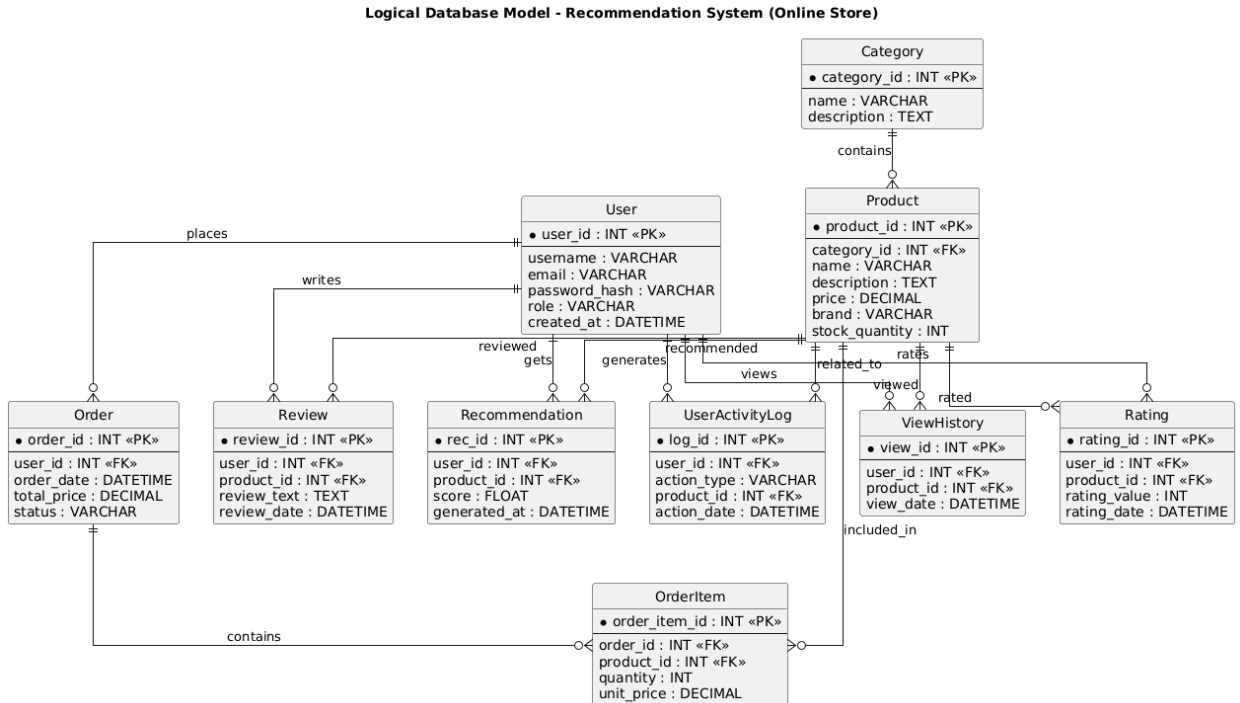 Logical Database Model - Recommendation System (Online Store)
Category
category_id : INT «PK»
name : VARCHAR
description : TEXT
contains
User
user_id : INT «PK»
username : VARCHAR
email : VARCHAR
password_hash : VARCHAR
role : VARCHAR
created_at : DATETIME
Product
product_id : INT «PK»
category_id : INT «FK»
name : VARCHAR
description : TEXT
price : DECIMAL
brand : VARCHAR
stock_quantity : INT
places
writes
reviewed
gets
generates
recommended
views
related_to
viewed
rates
rated
Order
order_id : INT «PK»
user_id : INT «FK»
order_date : DATETIME
total_price : DECIMAL
status : VARCHAR
Review
review_id : INT «PK»
user_id : INT «FK»
product_id : INT «FK»
review_text : TEXT
review_date : DATETIME
Recommendation
rec_id : INT «PK»
user_id : INT «FK»
product_id : INT «FK»
score : FLOAT
generated_at : DATETIME
UserActivityLog
log_id : INT «PK»
user_id : INT «FK»
action_type : VARCHAR
product_id : INT «FK»
action_date : DATETIME
ViewHistory
view_id : INT «PK»
user_id : INT «FK»
product_id : INT «FK»
view_date : DATETIME
Rating
rating_id : INT «PK»
user_id : INT «FK»
product_id : INT «FK»
rating_value : INT
rating_date : DATETIME
included_in
contains
OrderItem
order_item_id : INT «PK»
order_id : INT «FK»
product_id : INT «FK»
quantity : INT
unit_price : DECIMAL